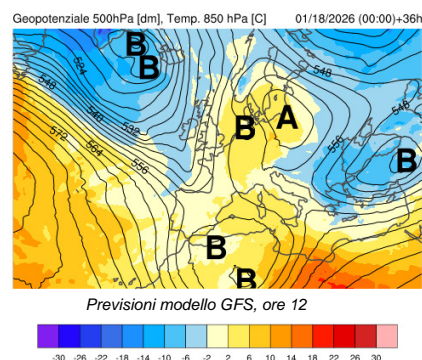 Geopotenziale 500hPa [dm], Temp. 850 hPa [C] 01/18/2026 (00:00)+36h
B
B
548
524
548
540
532
572
564
556
B
A
548
548
556
B
B
B
Previsioni modello GFS, ore 12
-30 -26 -22 -18 -14 -10 -6 -2 2 6 10 14 18 22 26 30